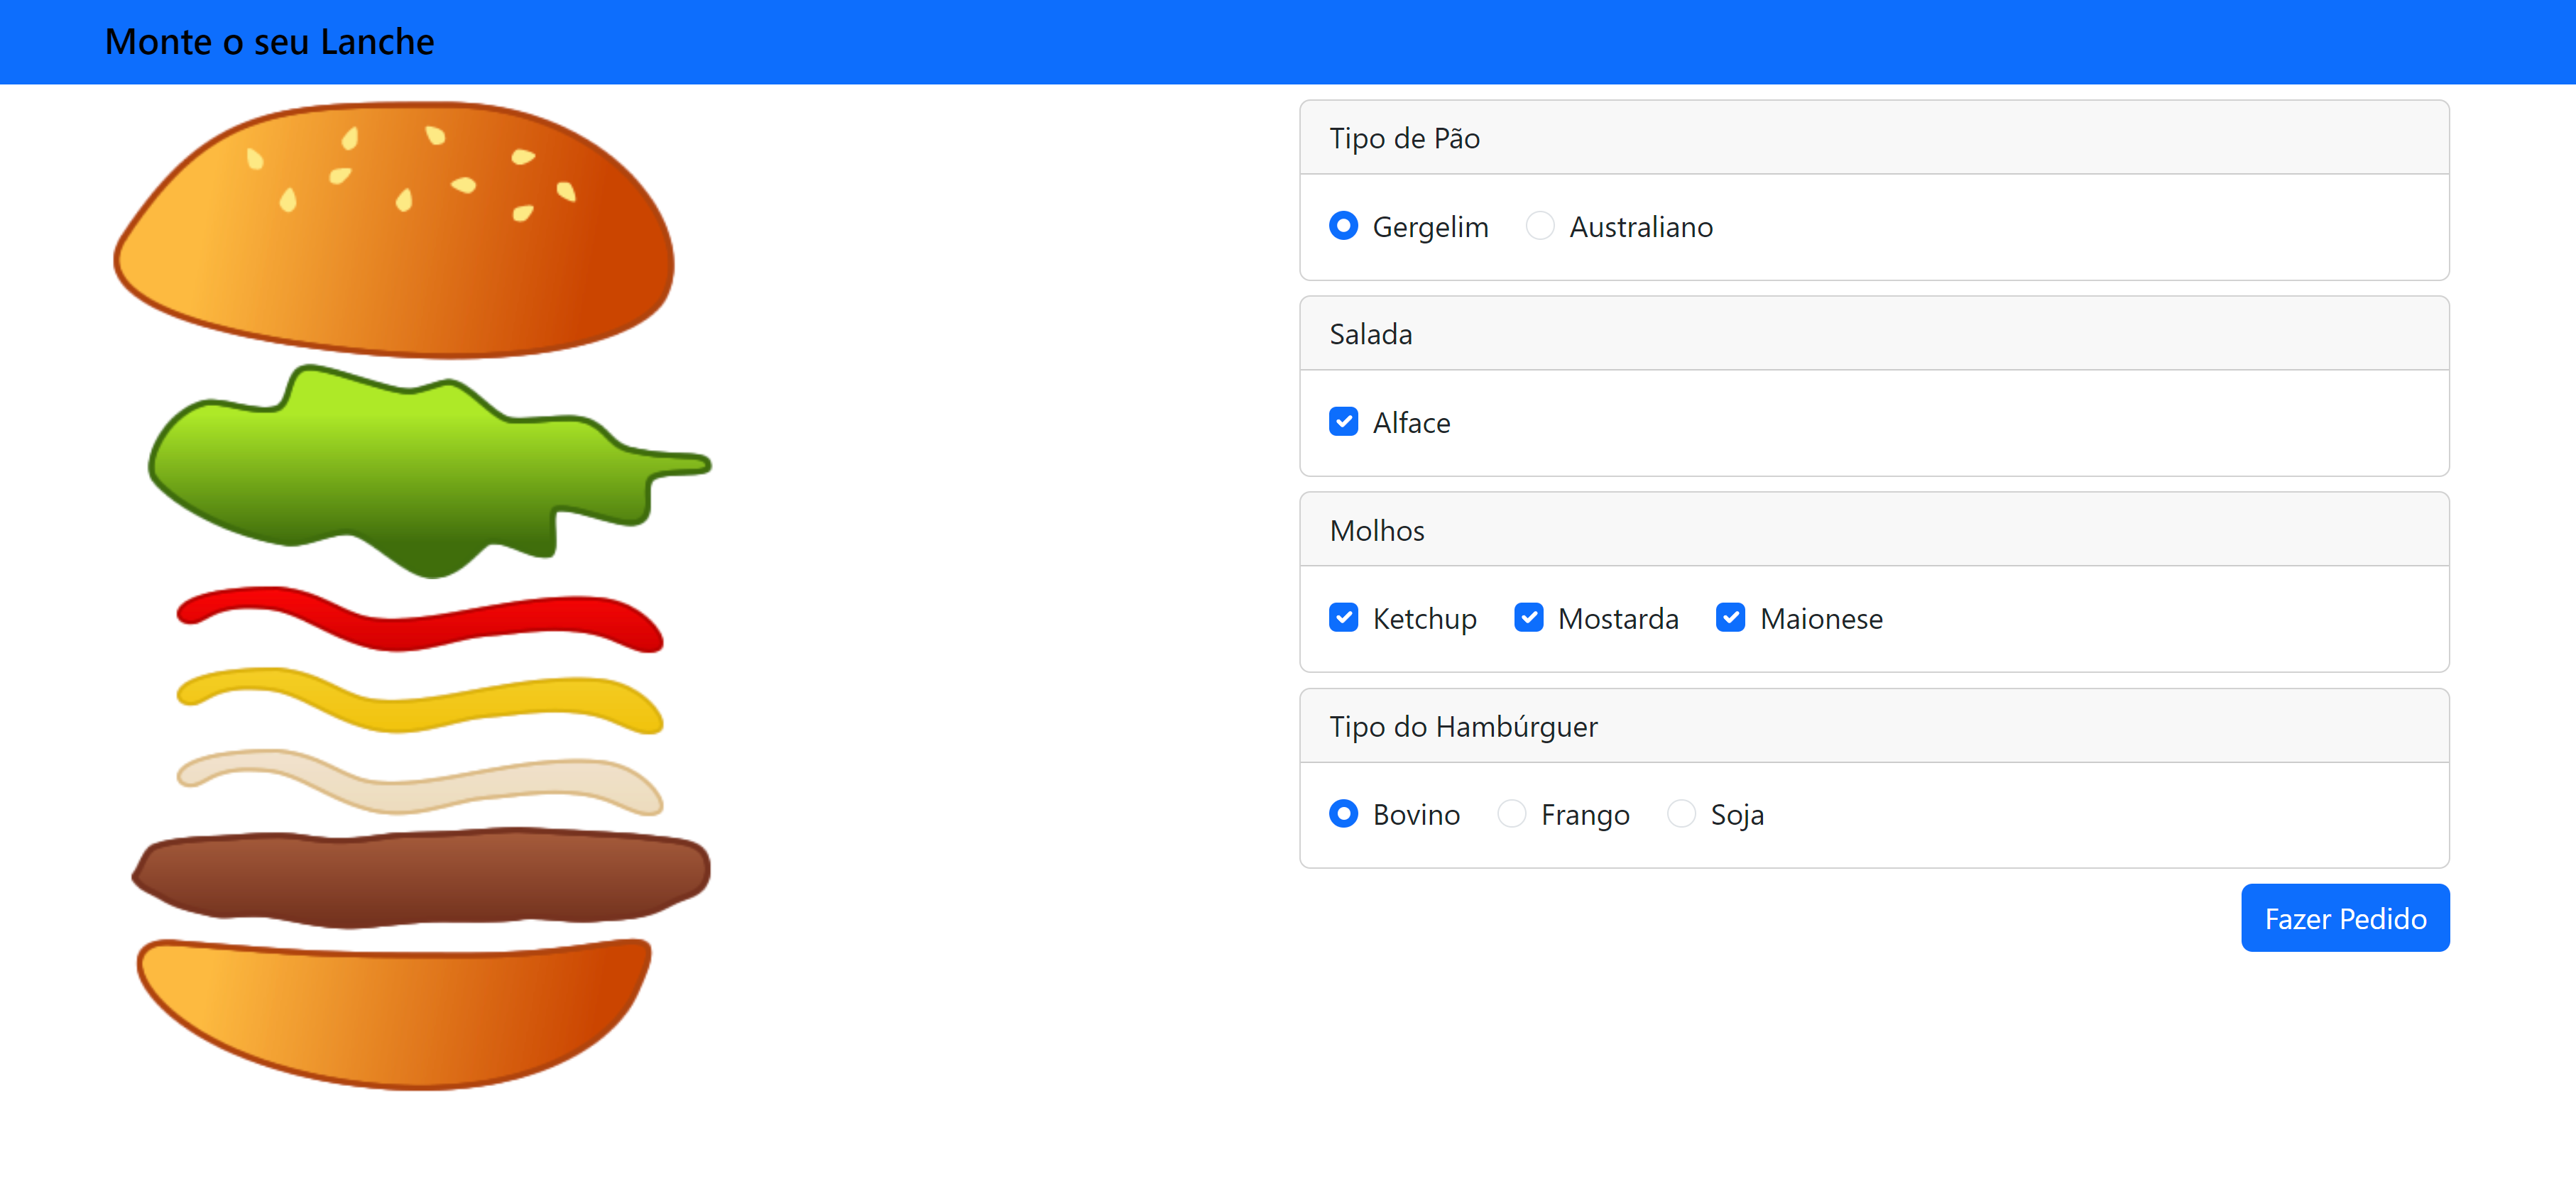 Monte o seu Lanche
Tipo de Pão
Gergelim Australiano
Salada
Alface
Molhos
Ketchup Mostarda Maionese
Tipo do Hambúrguer
Bovino Frango Soja
Fazer Pedido